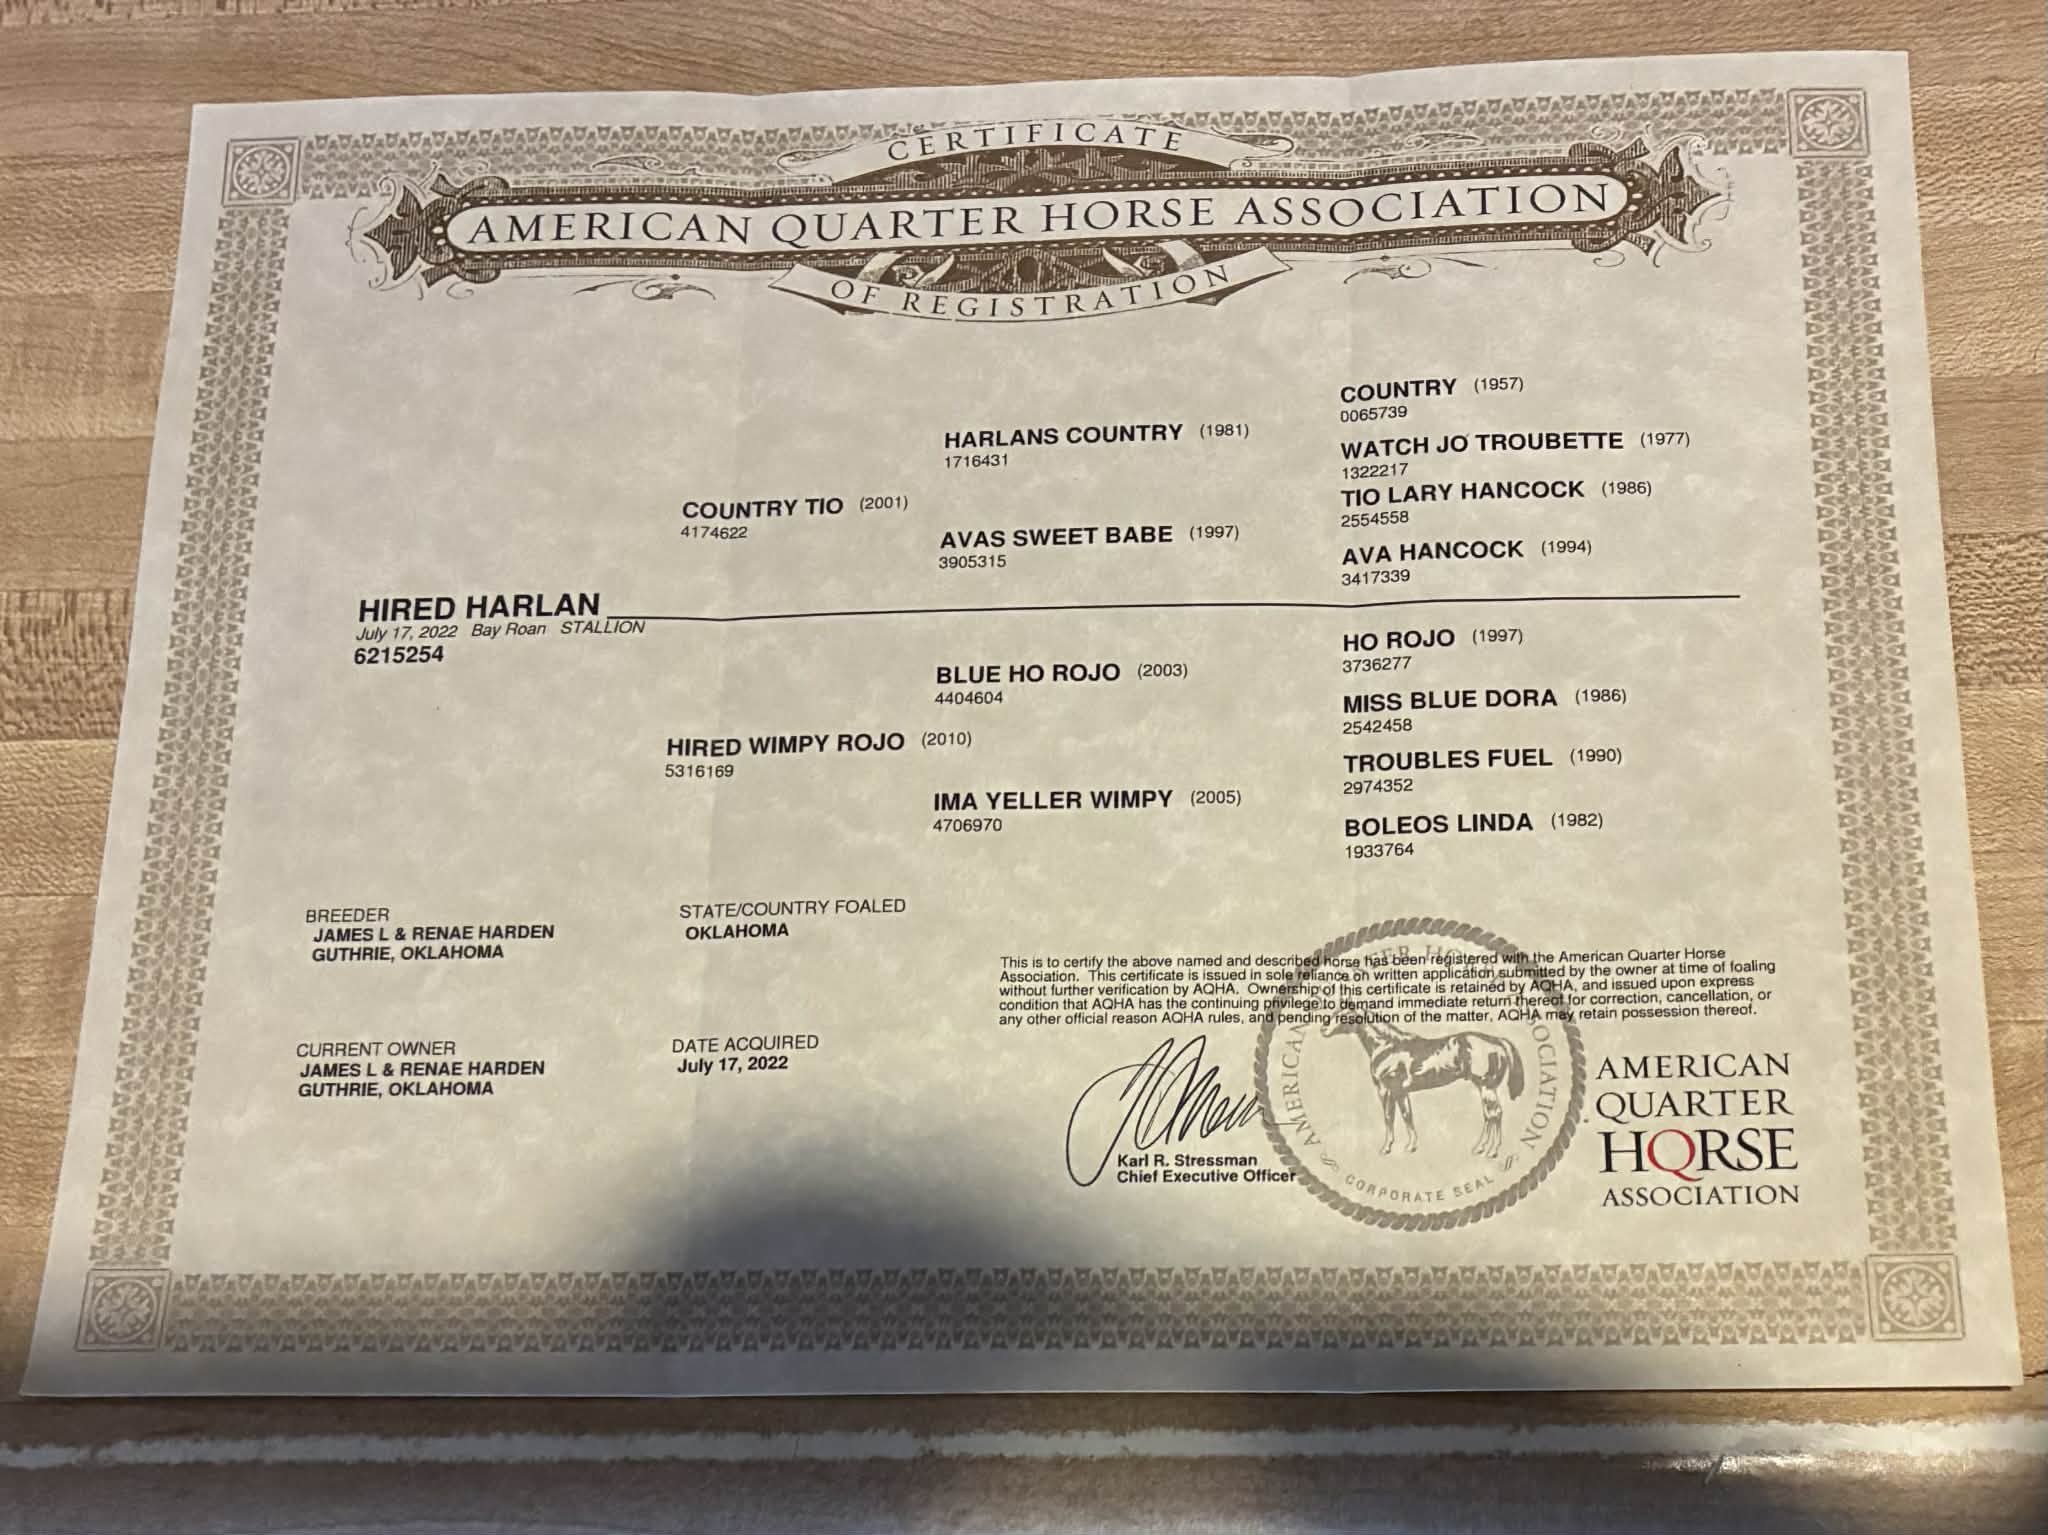 CERTIFICATE
AMERICAN QUARTER HORSE ASSOCIATION
OF REGISTRATION
COUNTRY (1957)
0065739
HARLANS COUNTRY (1981)
1716431
WATCH JO TROUBETTE (1977)
1322217
COUNTRY TIO (2001)
4174622
TIO LARY HANCOCK (1986)
2554558
AVAS SWEET BABE (1997)
3905315
AVA HANCOCK (1994)
3417339
HIRED HARLAN
July 17, 2022 Bay Roan STALLION
6215254
HO ROJO (1997)
3736277
BLUE HO ROJO (2003)
4404604
MISS BLUE DORA (1986)
2542458
HIRED WIMPY ROJO (2010)
5316169
TROUBLES FUEL (1990)
2974352
IMA YELLER WIMPY (2005)
4706970
BOLEOS LINDA (1982)
1933764
BREEDER
JAMES L & RENAE HARDEN
GUTHRIE, OKLAHOMA
STATE/COUNTRY FOALED
OKLAHOMA
This is to certify the above named and described horse has been registered with the American Quarter Horse
Association. This certificate is issued in sole reliance on written application submitted by the owner at time of foaling
without further verification by AQHA. Ownership of this certificate is retained by AQHA, and issued upon express
condition that AQHA has the continuing privilege to demand immediate return thereof for correction, cancellation, or
any other official reason AQHA rules, and pending resolution of the matter, AQHA may retain possession thereof.
CURRENT OWNER
JAMES L & RENAE HARDEN
GUTHRIE, OKLAHOMA
DATE ACQUIRED
July 17, 2022
Karl R. Stressman
Chief Executive Officer
AMERICAN QUARTER HORSE ASSOCIATION
CORPORATE SEAL
AMERICAN
QUARTER
HORSE
ASSOCIATION